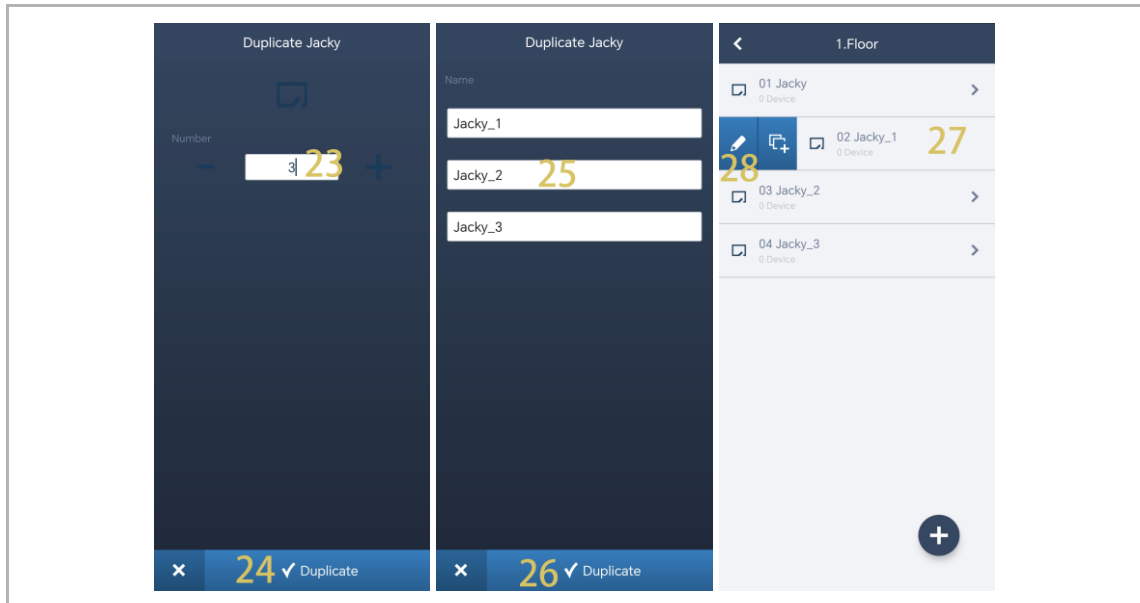 Duplicate Jacky
Number
3
23
24
Duplicate
Duplicate Jacky
Name
Jacky_1
Jacky_2
25
Jacky_3
26
Duplicate
1.Floor
01 Jacky
0 Device
02 Jacky_1
0 Device
27
28
03 Jacky_2
0 Device
04 Jacky_3
0 Device